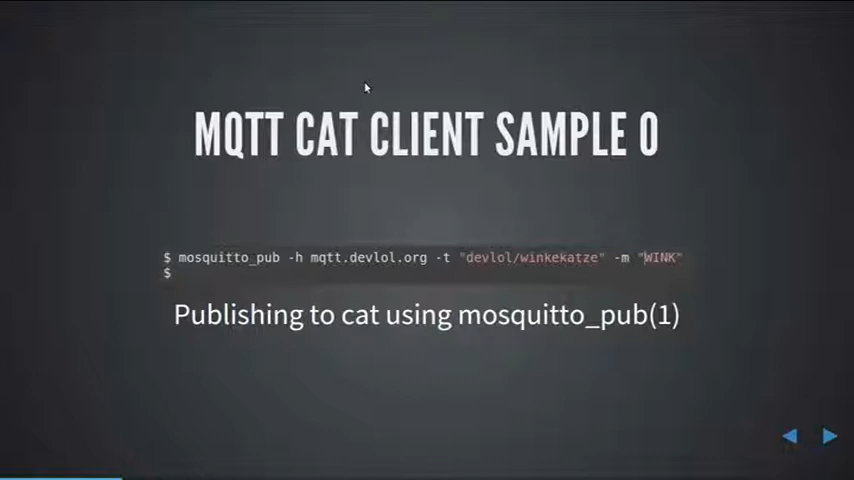 MQTT CAT CLIENT SAMPLE 0
$ mosquitto_pub -h mqtt.devlol.org -t "devlol/winkekatze" -m "WINK"
$
Publishing to cat using mosquitto_pub(1)